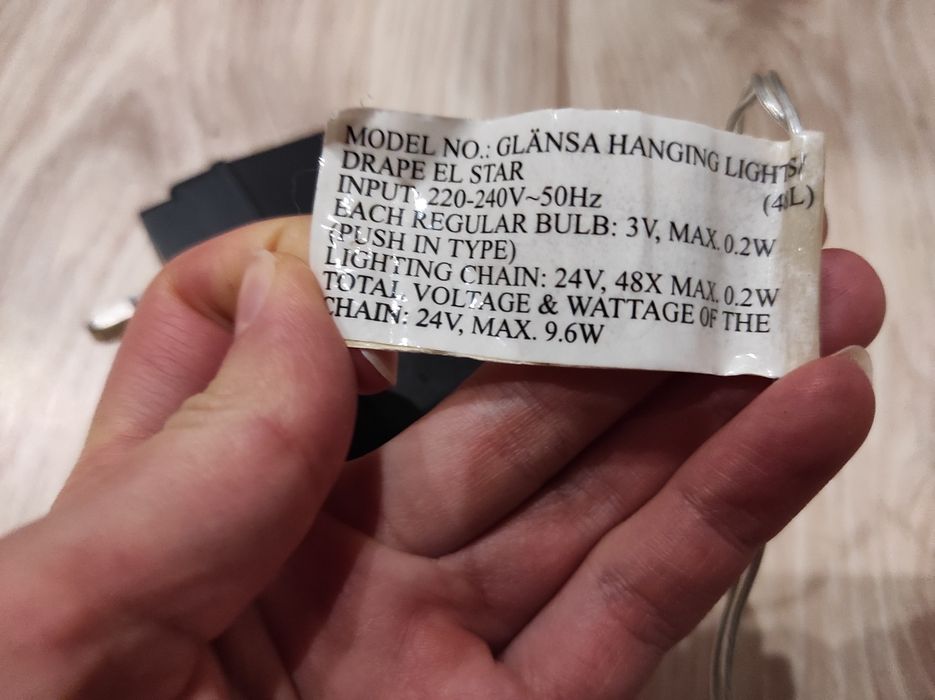 MODEL NO.: GLÄNSA HANGING LIGHTS/
DRAPE EL STAR (48L)
INPUT: 220-240V~50Hz
EACH REGULAR BULB: 3V, MAX. 0.2W
(PUSH IN TYPE)
LIGHTING CHAIN: 24V, 48X MAX. 0.2W
TOTAL VOLTAGE & WATTAGE OF THE
CHAIN: 24V, MAX. 9.6W